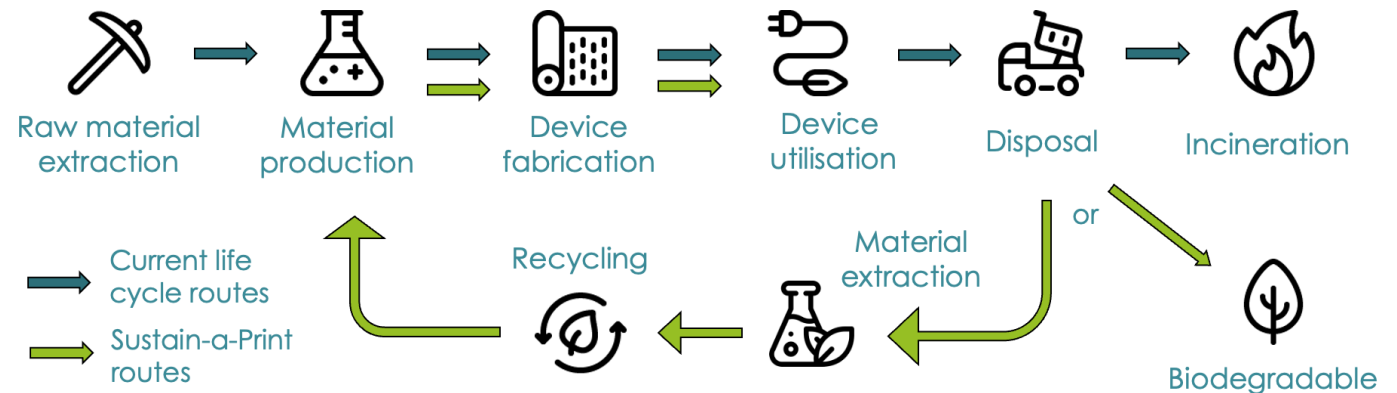 Raw material
extraction
Material
production
Device
fabrication
Device
utilisation
Disposal
Incineration
or
Material
extraction
Recycling
Current life
cycle routes
Sustain-a-Print
routes
Biodegradable